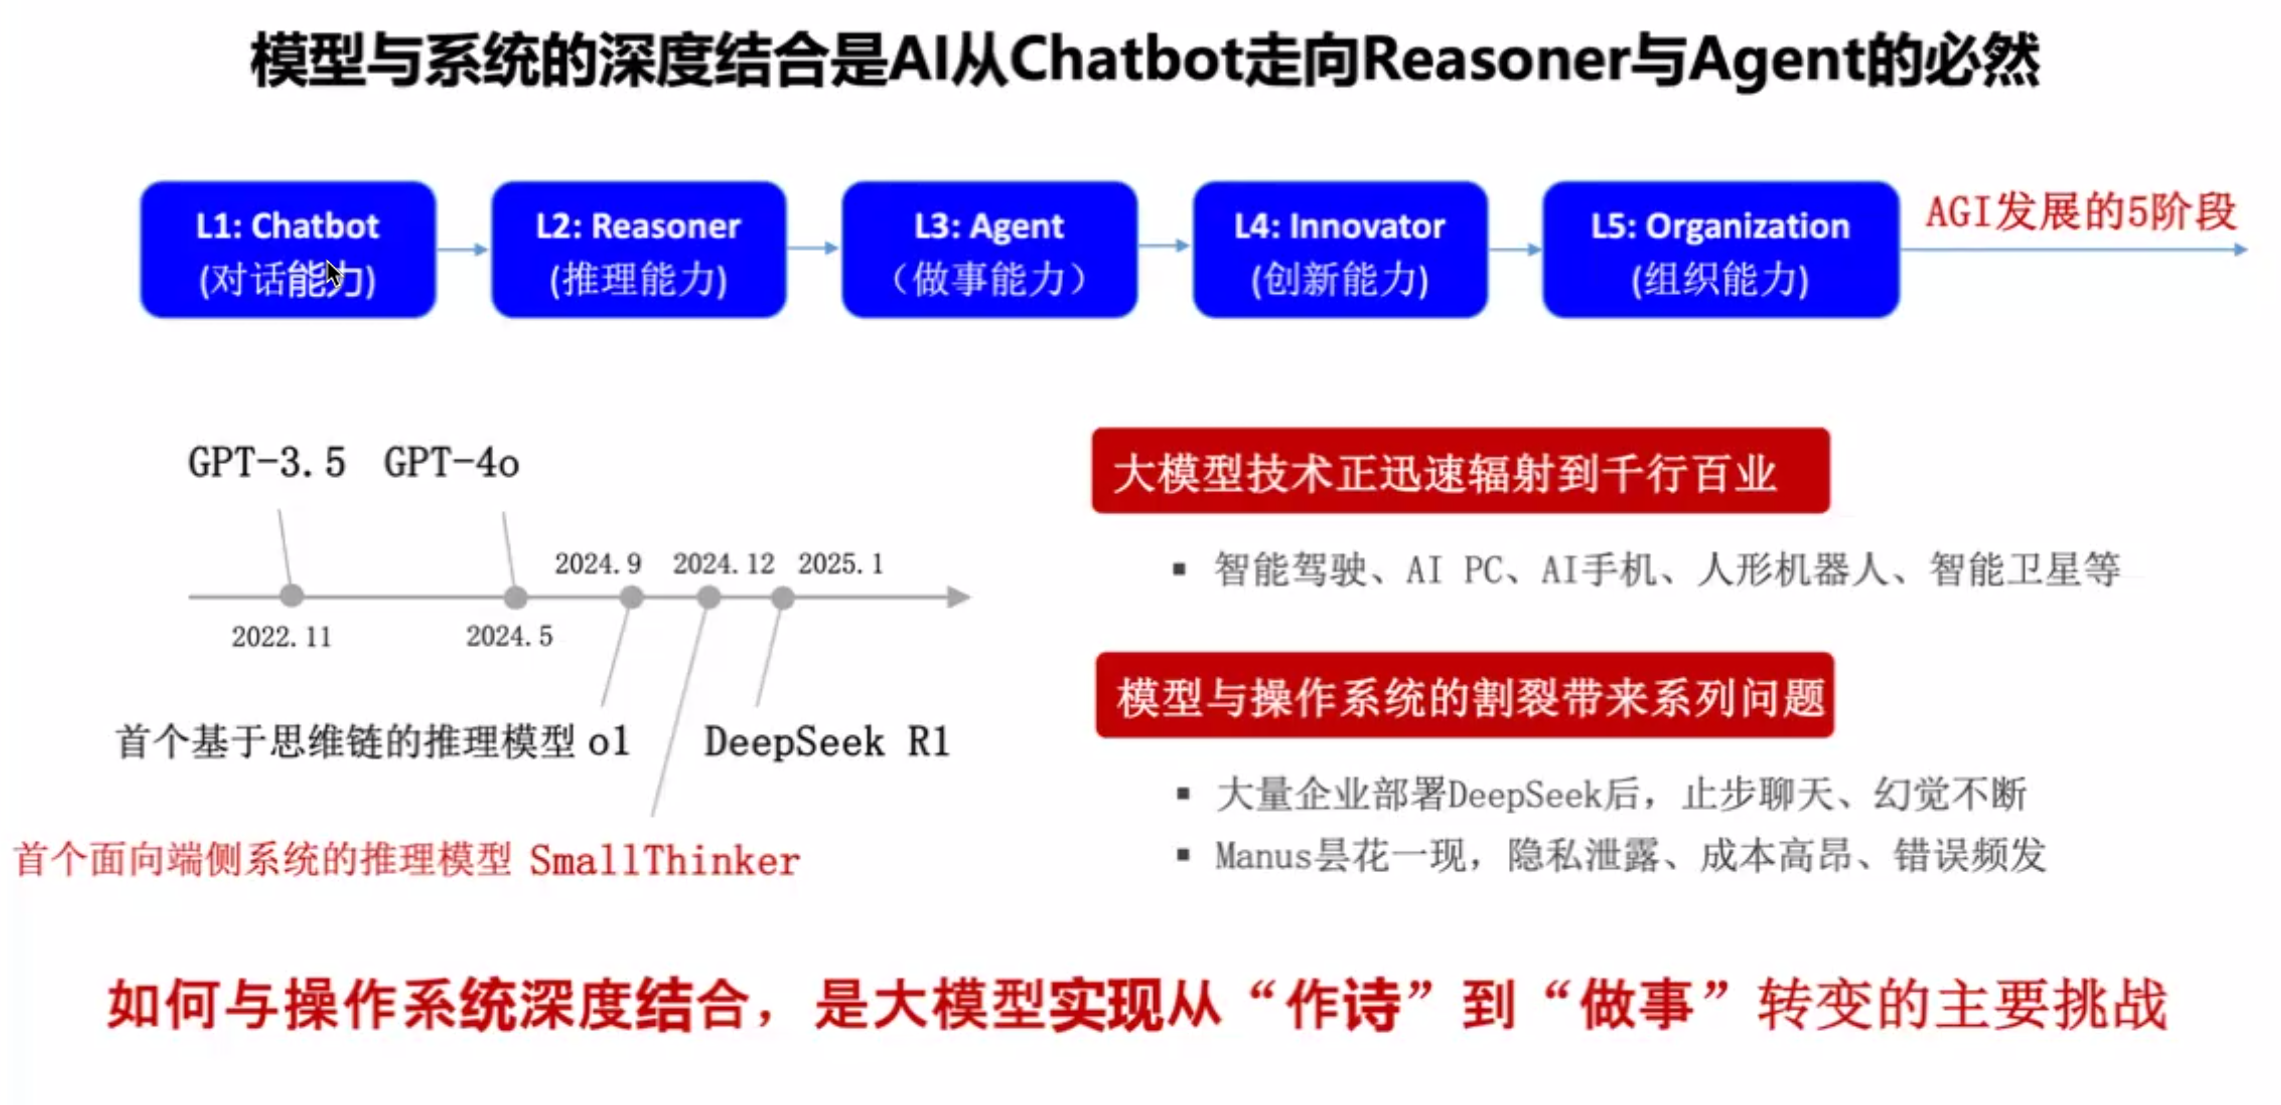 模型与系统的深度结合是AI从Chatbot走向Reasoner与Agent的必然
L1: Chatbot
(对话能力)
L2: Reasoner
(推理能力)
L3: Agent
（做事能力）
L4: Innovator
(创新能力)
L5: Organization
(组织能力)
AGI发展的5阶段
GPT-3.5
GPT-4o
2024.9
2024.12
2025.1
2022.11
2024.5
首个基于思维链的推理模型 o1
DeepSeek R1
首个面向端侧系统的推理模型 SmallThinker
大模型技术正迅速辐射到千行百业
▪ 智能驾驶、AI PC、AI手机、人形机器人、智能卫星等
模型与操作系统的割裂带来系列问题
▪ 大量企业部署DeepSeek后，止步聊天、幻觉不断
▪ Manus昙花一现，隐私泄露、成本高昂、错误频发
如何与操作系统深度结合，是大模型实现从“作诗”到“做事”转变的主要挑战